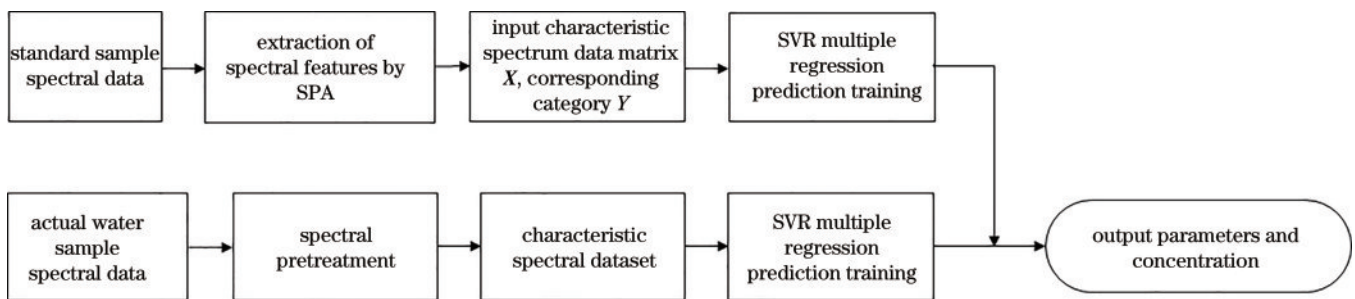 standard sample
spectral data
extraction of
spectral features by
SPA
input characteristic
spectrum data matrix
X, corresponding
category Y
SVR multiple
regression
prediction training
actual water
sample
spectral data
spectral
pretreatment
characteristic
spectral dataset
SVR multiple
regression
prediction training
output parameters and
concentration